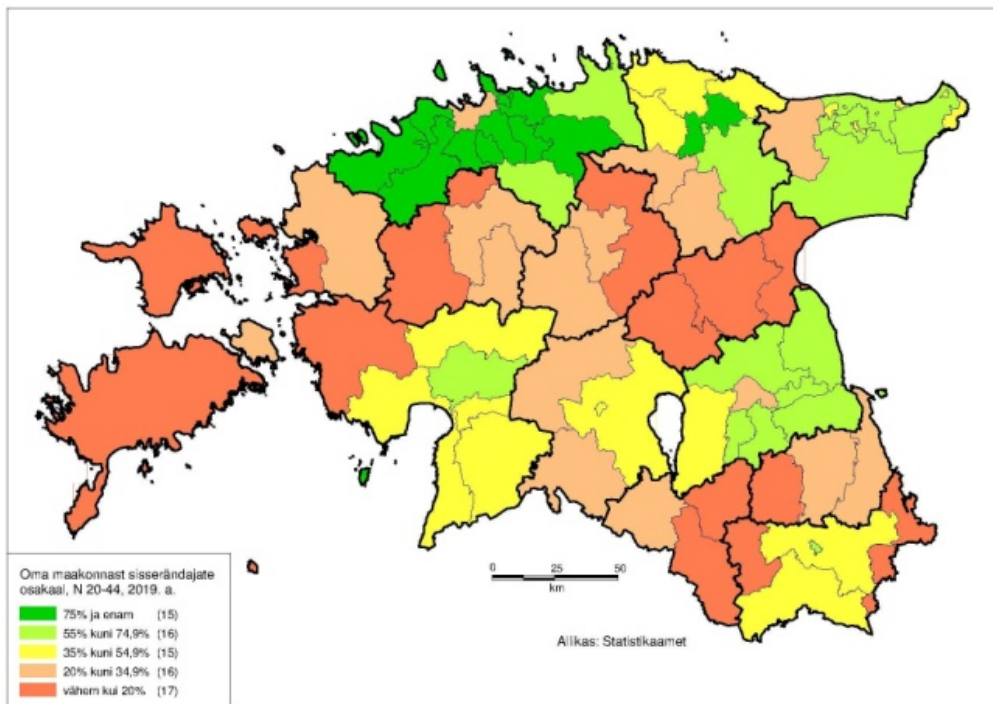 0 25 50
km
Allikas: Statistikaamet
Oma maakonnast sisserändajate
osakaal, N 20-44, 2019. a.
75% ja enam (15)
55% kuni 74,9% (16)
35% kuni 54,9% (15)
20% kuni 34,9% (16)
vähem kui 20% (17)